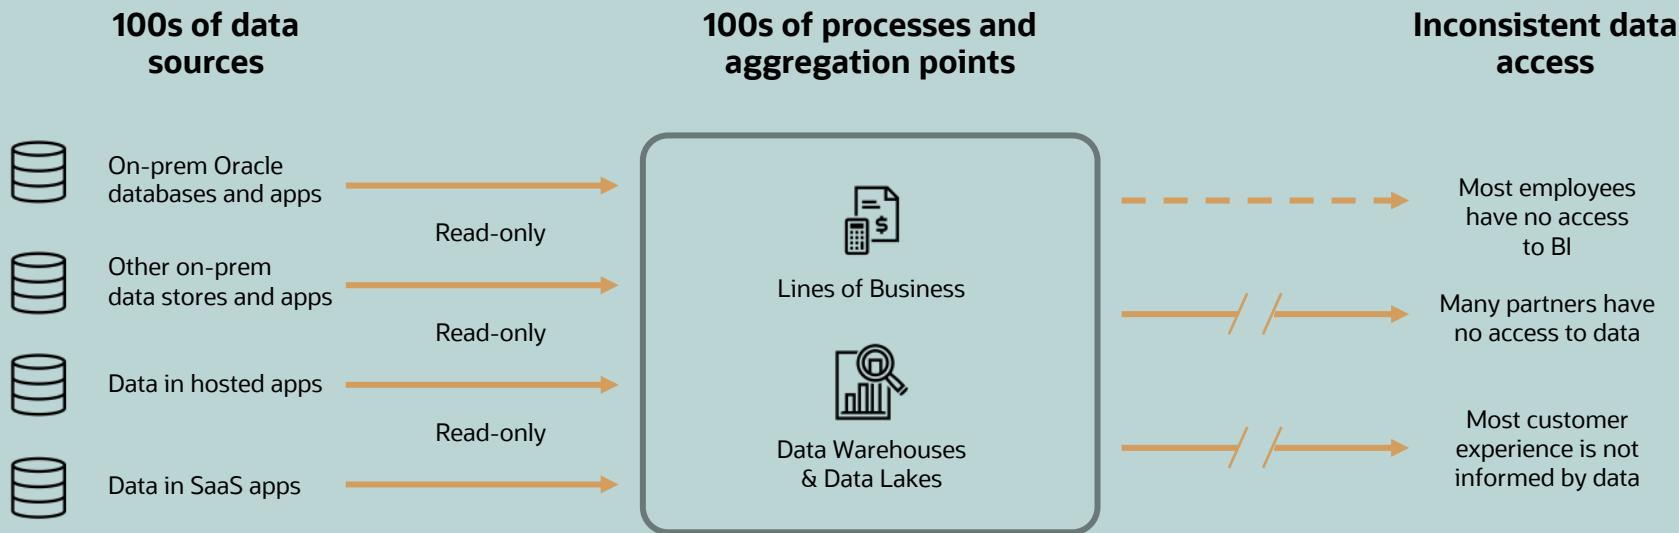 100s of data
sources
100s of processes and
aggregation points
Inconsistent data
access
On-prem Oracle
databases and apps
Read-only
Other on-prem
data stores and apps
Read-only
Data in hosted apps
Read-only
Data in SaaS apps
$
Lines of Business
Data Warehouses
& Data Lakes
Most employees
have no access
to BI
Many partners have
no access to data
Most customer
experience is not
informed by data